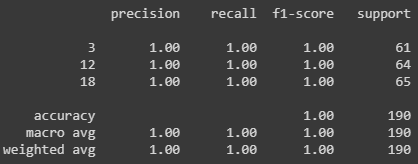 precision recall f1-score support
3 1.00 1.00 1.00 61
12 1.00 1.00 1.00 64
18 1.00 1.00 1.00 65
accuracy 1.00 190
macro avg 1.00 1.00 1.00 190
weighted avg 1.00 1.00 1.00 190